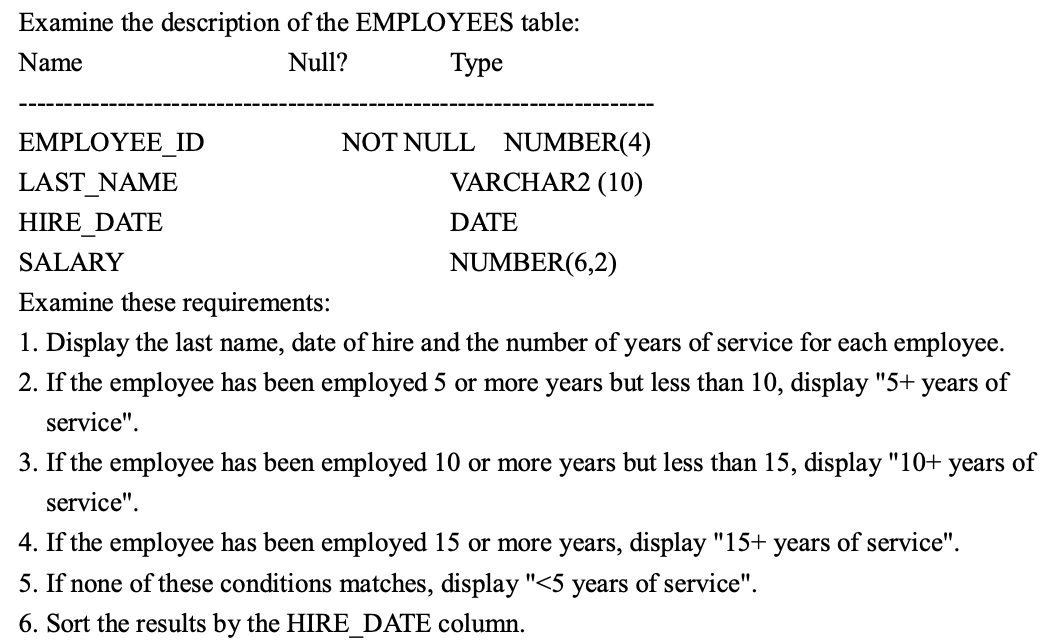 Examine the description of the EMPLOYEES table:
Name Null? Type
-----------------------------------------------------------------------
EMPLOYEE_ID NOT NULL NUMBER(4)
LAST_NAME VARCHAR2 (10)
HIRE_DATE DATE
SALARY NUMBER(6,2)
Examine these requirements:
1. Display the last name, date of hire and the number of years of service for each employee.
2. If the employee has been employed 5 or more years but less than 10, display "5+ years of
service".
3. If the employee has been employed 10 or more years but less than 15, display "10+ years of
service".
4. If the employee has been employed 15 or more years, display "15+ years of service".
5. If none of these conditions matches, display "<5 years of service".
6. Sort the results by the HIRE_DATE column.